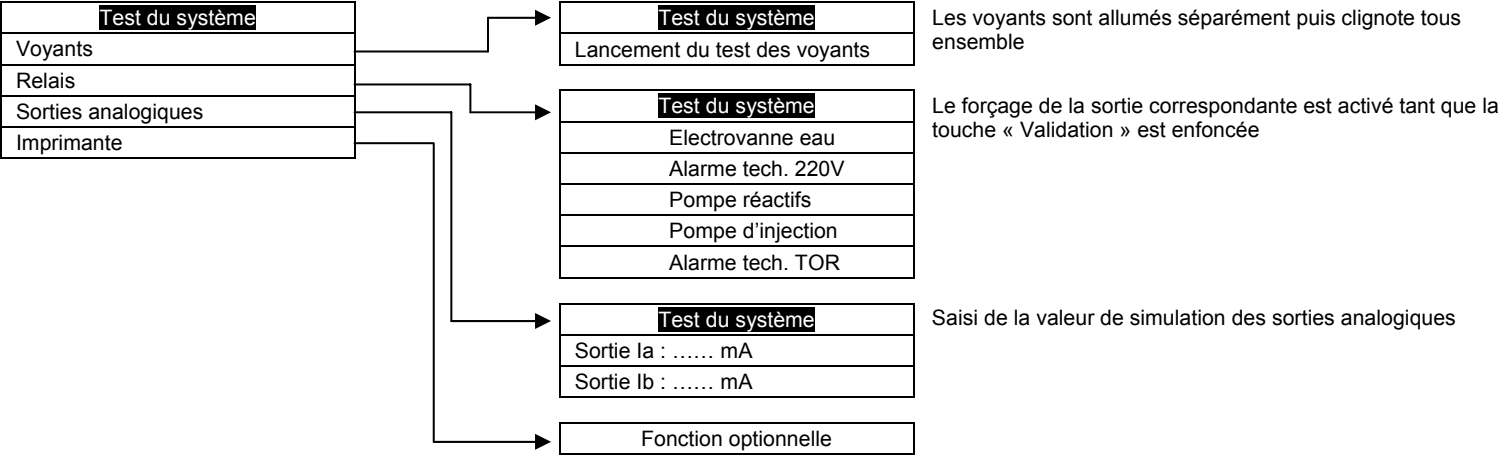 Test du système
Voyants
Relais
Sorties analogiques
Imprimante
Test du système
Lancement du test des voyants
Les voyants sont allumés séparément puis clignote tous
ensemble
Test du système
Electrovanne eau
Alarme tech. 220V
Pompe réactifs
Pompe d’injection
Alarme tech. TOR
Le forçage de la sortie correspondante est activé tant que la
touche « Validation » est enfoncée
Test du système
Sortie Ia : …… mA
Sortie Ib : …… mA
Saisi de la valeur de simulation des sorties analogiques
Fonction optionnelle